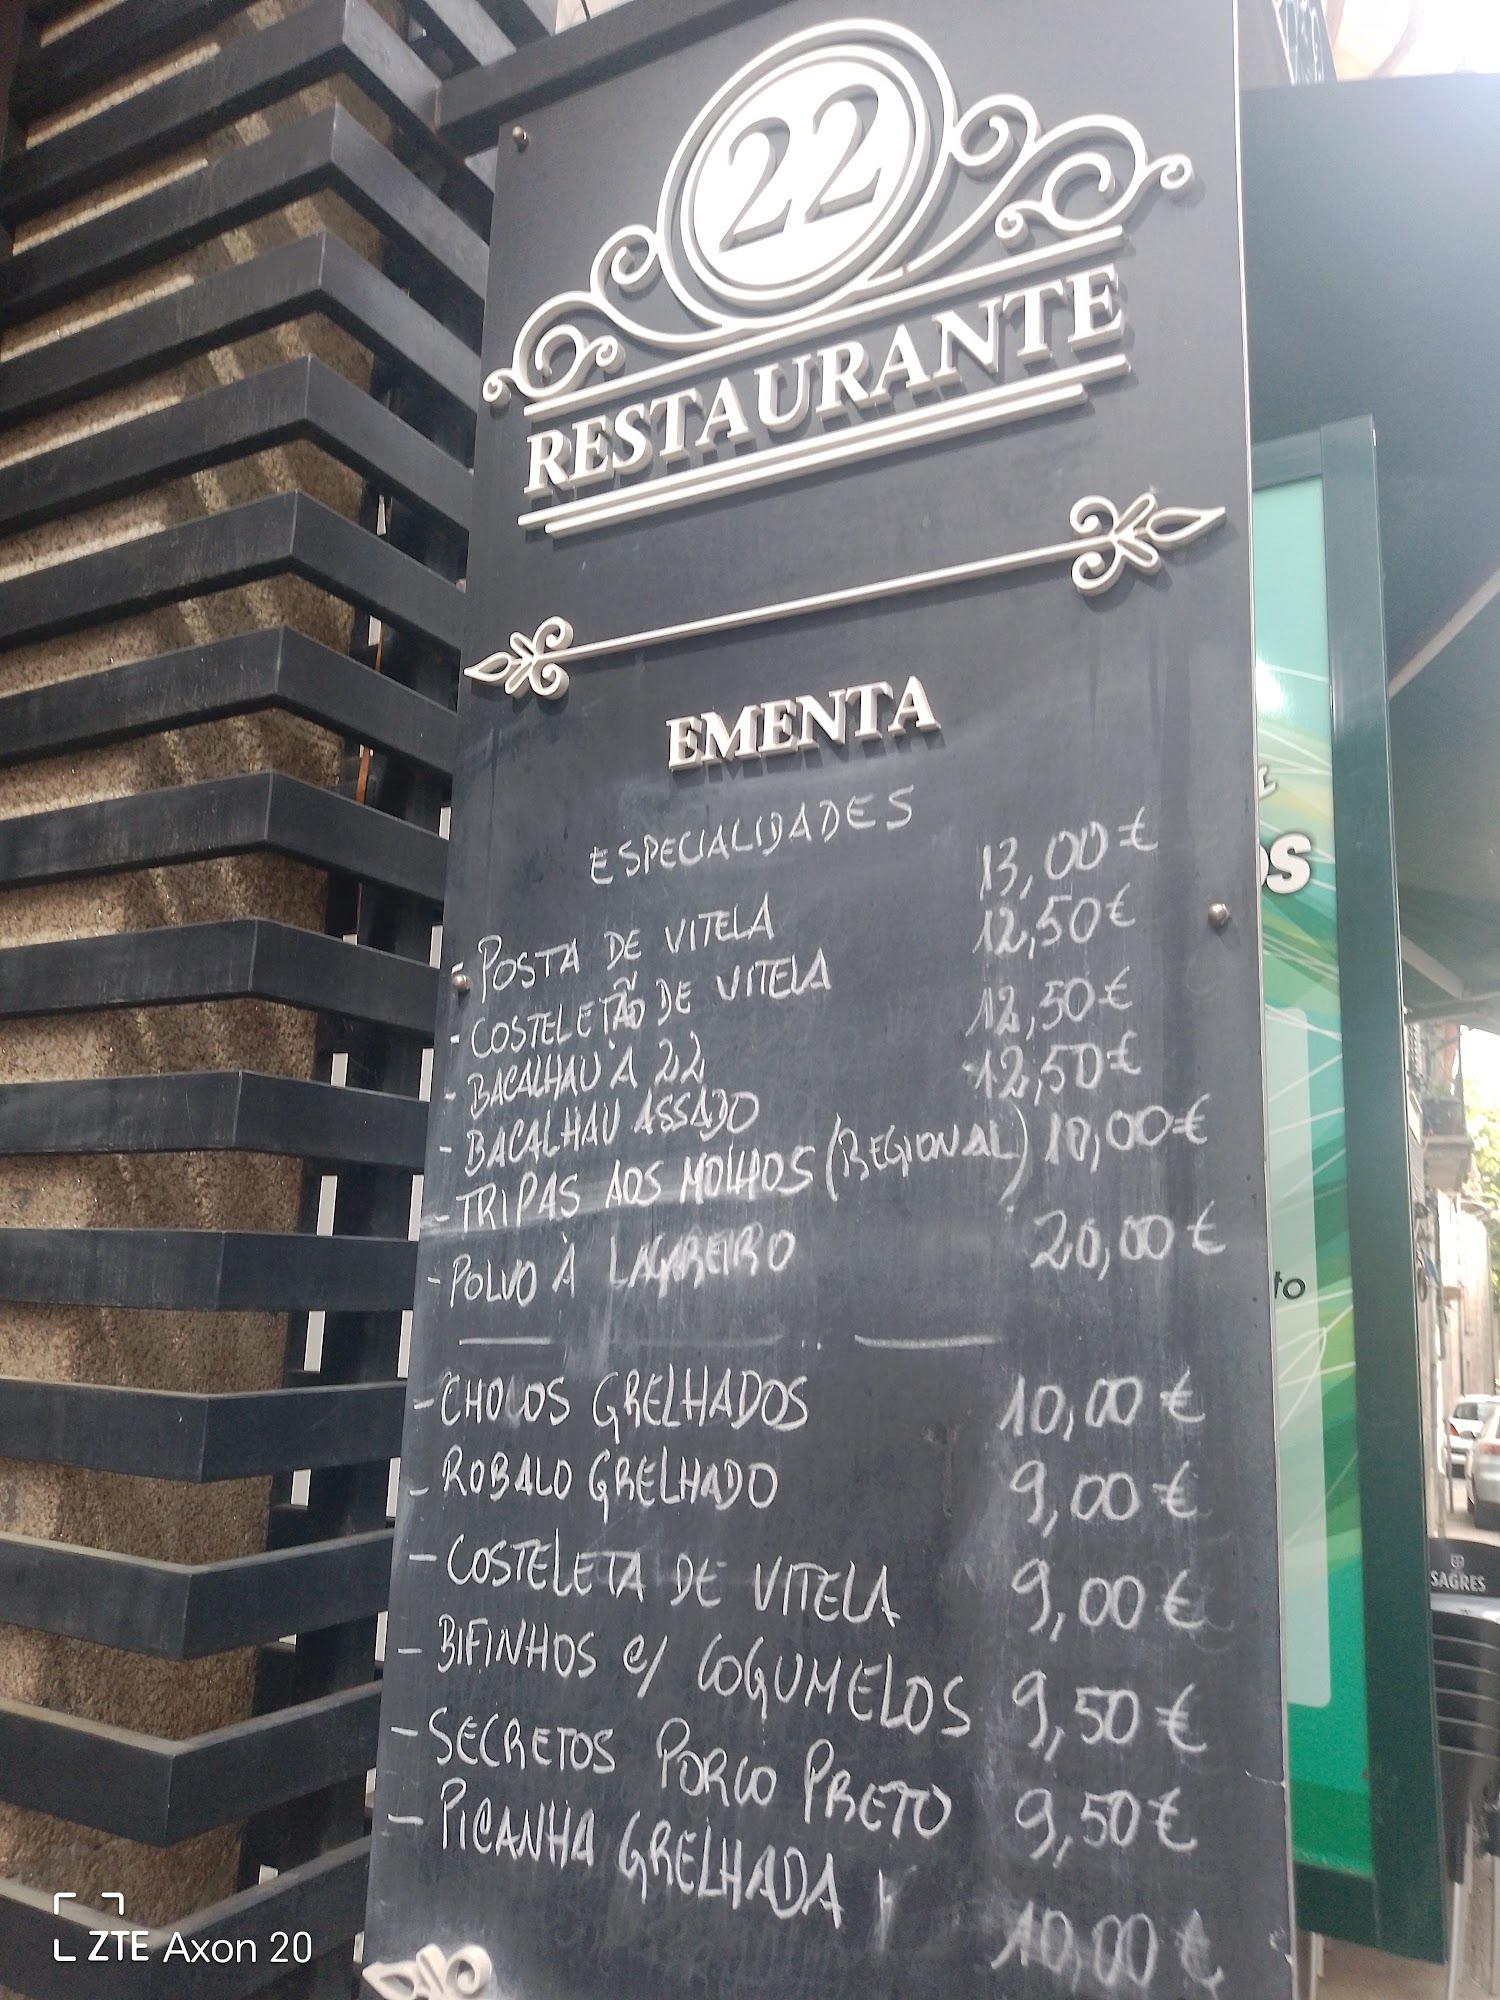 22
RESTAURANTE
EMENTA
ESPECIALIDADES
- POSTA DE VITELA 13,00€
- COSTELETÃO DE VITELA 12,50€
- BACALHAU À 22 12,50€
- BACALHAU ASSADO 12,50€
- TRIPAS AOS MOLHOS (REGIONAL) 10,00€
- POLVO À LAGAREIRO 20,00€
- CHOCOS GRELHADOS 10,00€
- ROBALO GRELHADO 9,00€
- COSTELETA DE VITELA 9,00€
- BIFINHOS C/ COGUMELOS 9,50€
- SECRETOS PORCO PRETO 9,50€
- PICANHA GRELHADA 10,00€
SAGRES
ZTE Axon 20